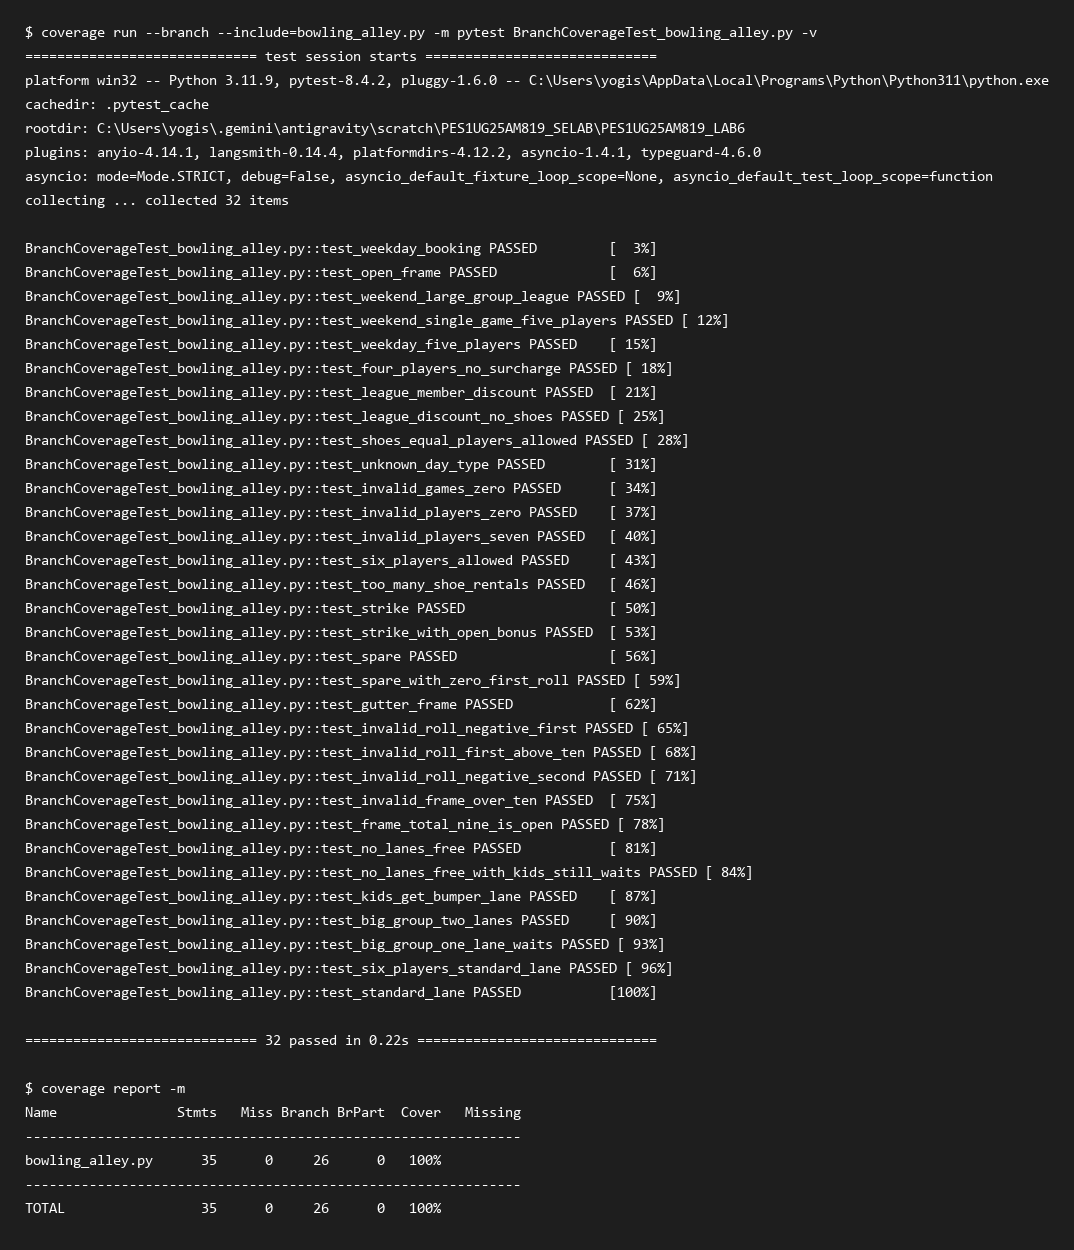 $ coverage run --branch --include=bowling_alley.py -m pytest BranchCoverageTest_bowling_alley.py -v
============================= test session starts =============================
platform win32 -- Python 3.11.9, pytest-8.4.2, pluggy-1.6.0 -- C:\Users\yogis\AppData\Local\Programs\Python\Python311\python.exe
cachedir: .pytest_cache
rootdir: C:\Users\yogis\.gemini\antigravity\scratch\PES1UG25AM819_SELAB\PES1UG25AM819_LAB6
plugins: anyio-4.14.1, langsmith-0.14.4, platformdirs-4.12.2, asyncio-1.4.1, typeguard-4.6.0
asyncio: mode=Mode.STRICT, debug=False, asyncio_default_fixture_loop_scope=None, asyncio_default_test_loop_scope=function
collecting ... collected 32 items
BranchCoverageTest_bowling_alley.py::test_weekday_booking PASSED         [  3%]
BranchCoverageTest_bowling_alley.py::test_open_frame PASSED              [  6%]
BranchCoverageTest_bowling_alley.py::test_weekend_large_group_league PASSED [  9%]
BranchCoverageTest_bowling_alley.py::test_weekend_single_game_five_players PASSED [ 12%]
BranchCoverageTest_bowling_alley.py::test_weekday_five_players PASSED    [ 15%]
BranchCoverageTest_bowling_alley.py::test_four_players_no_surcharge PASSED [ 18%]
BranchCoverageTest_bowling_alley.py::test_league_member_discount PASSED  [ 21%]
BranchCoverageTest_bowling_alley.py::test_league_discount_no_shoes PASSED [ 25%]
BranchCoverageTest_bowling_alley.py::test_shoes_equal_players_allowed PASSED [ 28%]
BranchCoverageTest_bowling_alley.py::test_unknown_day_type PASSED        [ 31%]
BranchCoverageTest_bowling_alley.py::test_invalid_games_zero PASSED      [ 34%]
BranchCoverageTest_bowling_alley.py::test_invalid_players_zero PASSED    [ 37%]
BranchCoverageTest_bowling_alley.py::test_invalid_players_seven PASSED   [ 40%]
BranchCoverageTest_bowling_alley.py::test_six_players_allowed PASSED     [ 43%]
BranchCoverageTest_bowling_alley.py::test_too_many_shoe_rentals PASSED   [ 46%]
BranchCoverageTest_bowling_alley.py::test_strike PASSED                  [ 50%]
BranchCoverageTest_bowling_alley.py::test_strike_with_open_bonus PASSED  [ 53%]
BranchCoverageTest_bowling_alley.py::test_spare PASSED                   [ 56%]
BranchCoverageTest_bowling_alley.py::test_spare_with_zero_first_roll PASSED [ 59%]
BranchCoverageTest_bowling_alley.py::test_gutter_frame PASSED            [ 62%]
BranchCoverageTest_bowling_alley.py::test_invalid_roll_negative_first PASSED [ 65%]
BranchCoverageTest_bowling_alley.py::test_invalid_roll_first_above_ten PASSED [ 68%]
BranchCoverageTest_bowling_alley.py::test_invalid_roll_negative_second PASSED [ 71%]
BranchCoverageTest_bowling_alley.py::test_invalid_frame_over_ten PASSED  [ 75%]
BranchCoverageTest_bowling_alley.py::test_frame_total_nine_is_open PASSED [ 78%]
BranchCoverageTest_bowling_alley.py::test_no_lanes_free PASSED           [ 81%]
BranchCoverageTest_bowling_alley.py::test_no_lanes_free_with_kids_still_waits PASSED [ 84%]
BranchCoverageTest_bowling_alley.py::test_kids_get_bumper_lane PASSED    [ 87%]
BranchCoverageTest_bowling_alley.py::test_big_group_two_lanes PASSED     [ 90%]
BranchCoverageTest_bowling_alley.py::test_big_group_one_lane_waits PASSED [ 93%]
BranchCoverageTest_bowling_alley.py::test_six_players_standard_lane PASSED [ 96%]
BranchCoverageTest_bowling_alley.py::test_standard_lane PASSED           [100%]
============================= 32 passed in 0.22s ==============================
$ coverage report -m
Name               Stmts   Miss Branch BrPart  Cover   Missing
--------------------------------------------------------------
bowling_alley.py      35      0     26      0   100%
--------------------------------------------------------------
TOTAL                 35      0     26      0   100%